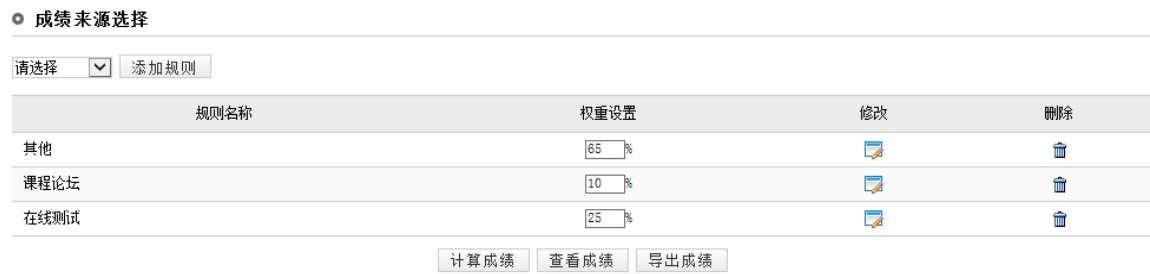 成绩来源选择
请选择 添加规则
规则名称 权重设置 修改 删除
其他 65 %
课程论坛 10 %
在线测试 25 %
计算成绩 查看成绩 导出成绩